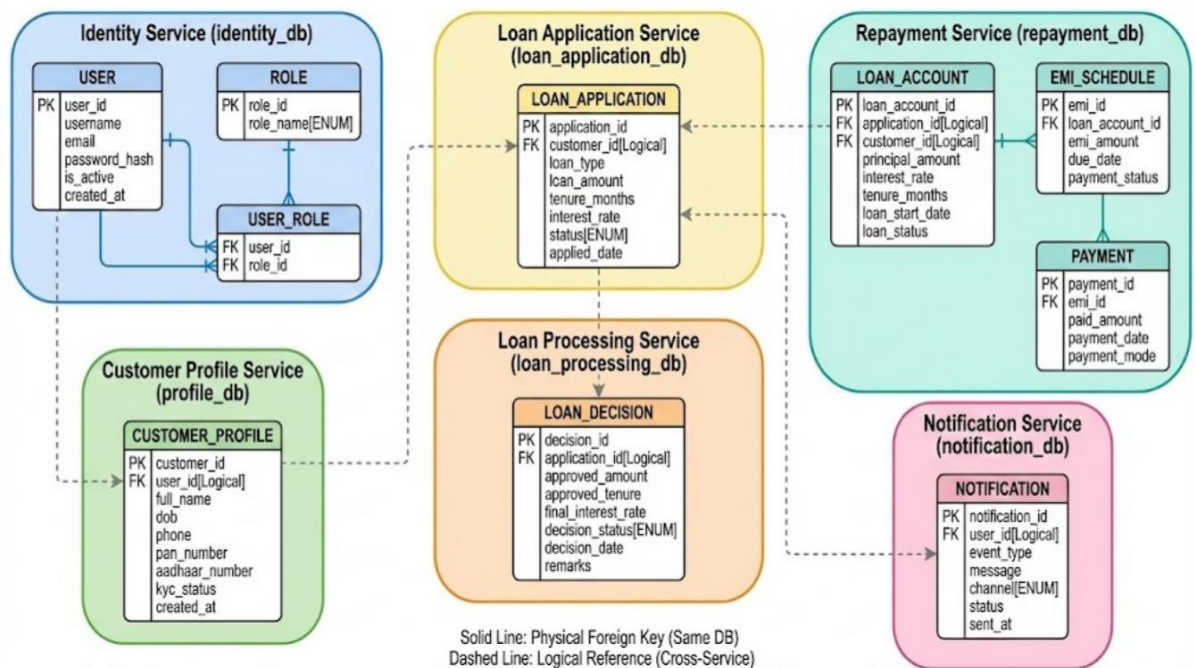 Identity Service (identity_db)
USER
PK user_id
username
email
password_hash
is_active
created_at
ROLE
PK role_id
role_name[ENUM]
USER_ROLE
FK user_id
FK role_id
Customer Profile Service
(profile_db)
CUSTOMER_PROFILE
PK customer_id
FK user_id[Logical]
full_name
dob
phone
pan_number
aadhaar_number
kyc_status
created_at
Loan Application Service
(loan_application_db)
LOAN_APPLICATION
PK application_id
FK customer_id[Logical]
loan_type
lcan_amount
tenure_months
interest_rate
status[ENUM]
applied_date
Loan Processing Service
(loan_processing_db)
LOAN_DECISION
PK decision_id
FK application_id[Logical]
approved_amount
approved_tenure
final_interest_rate
decision_status[ENUM]
decision_date
remarks
Repayment Service (repayment_db)
LOAN_ACCOUNT
PK loan_account_id
FK application_id[Logical]
FK customer_id[Logical]
principal_amount
interest_rate
tenure_months
loan_start_date
loan_status
EMI_SCHEDULE
PK emi_id
FK loan_account_id
emi_amount
due_date
payment_status
PAYMENT
PK payment_id
FK emi_id
paid_amount
payment_date
payment_mode
Notification Service
(notification_db)
NOTIFICATION
PK notification_id
FK user_id[Logical]
event_type
message
channel[ENUM]
status
sent_at
Solid Line: Physical Foreign Key (Same DB)
Dashed Line: Logical Reference (Cross-Service)